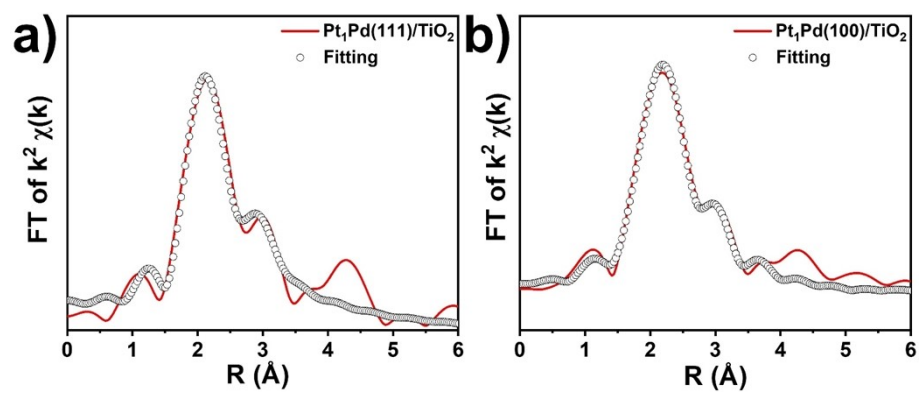 a)
Pt₁Pd(111)/TiO₂
Fitting
FT of k² χ(k)
0 1 2 3 4 5 6
R (Å)
b)
Pt₁Pd(100)/TiO₂
Fitting
FT of k² χ(k)
0 1 2 3 4 5 6
R (Å)